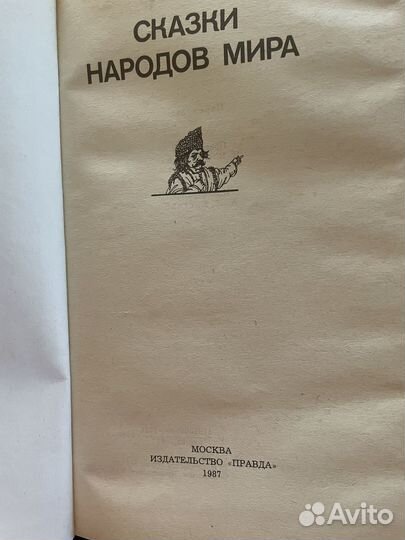 СКАЗКИ
НАРОДОВ МИРА
МОСКВА
ИЗДАТЕЛЬСТВО «ПРАВДА»
1987
Avito